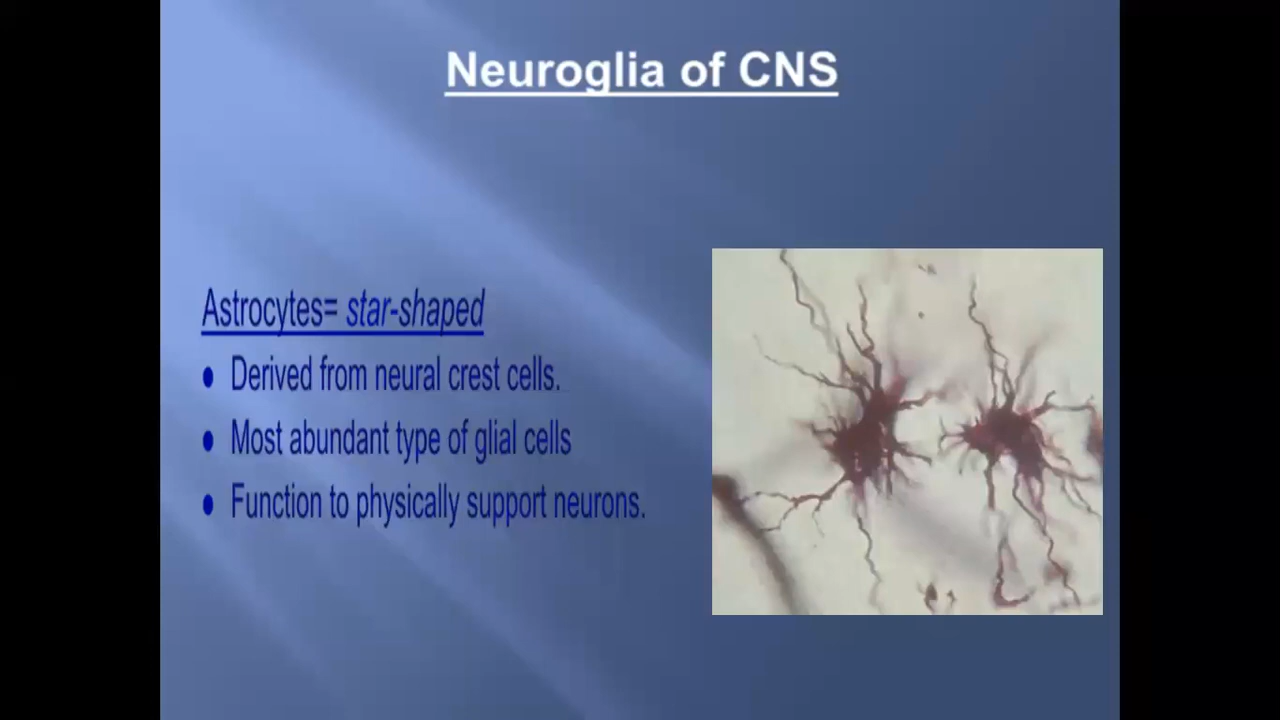 Neuroglia of CNS
Astrocytes= star-shaped
• Derived from neural crest cells.
• Most abundant type of glial cells
• Function to physically support neurons.